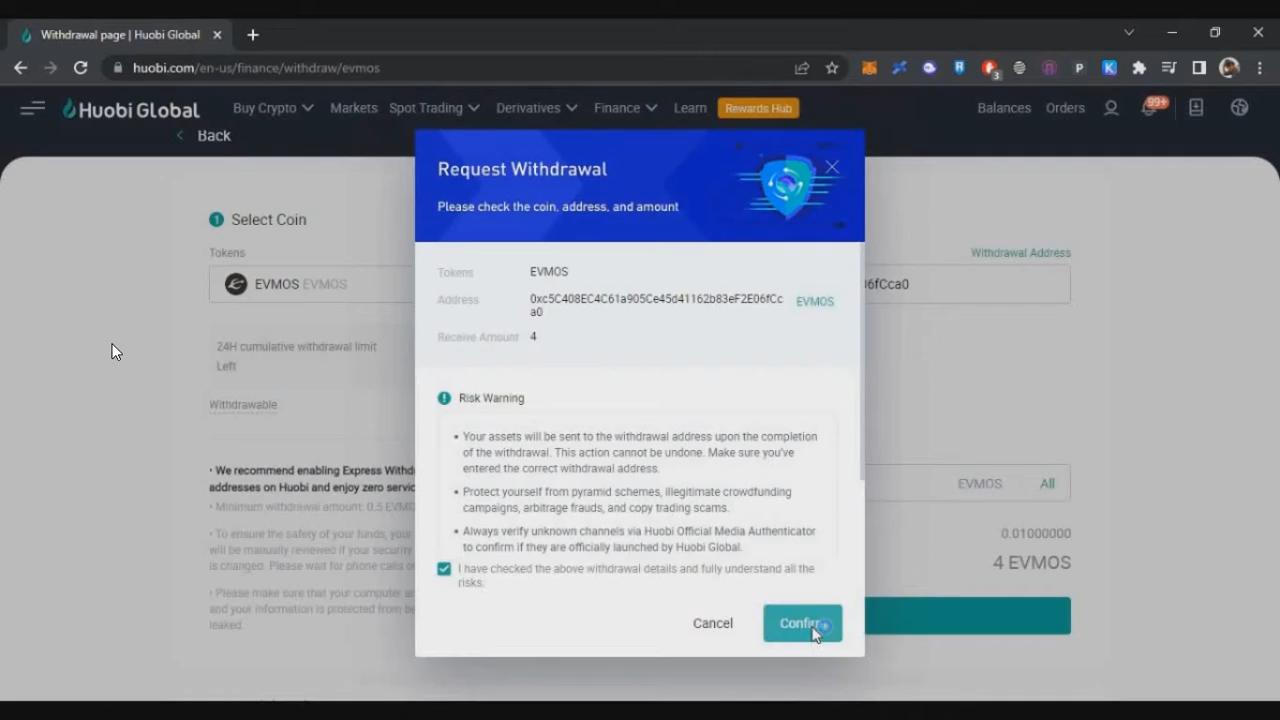 Withdrawal page | Huobi Global
huobi.com/en-us/finance/withdraw/evmos
3
P
K
Huobi Global
Buy Crypto
Markets
Spot Trading
Derivatives
Finance
Learn
Rewards Hub
Balances
Orders
99+
Back
1 Select Coin
Tokens
EVMOS EVMOS
24H cumulative withdrawal limit
Left
Withdrawable
• We recommend enabling Express Withd
addresses on Huobi and enjoy zero servic
• Minimum withdrawal amount: 0.5 EVMO
• To ensure the safety of your funds, your
will be manually reviewed if your security
is changed. Please wait for phone calls o
• Please make sure that your computer a
and your information is protected from be
leaked.
Request Withdrawal
Please check the coin, address, and amount
Tokens EVMOS
Address 0xc5C408EC4C61a905Ce45d41162b83eF2E06fCc
a0
EVMOS
Receive Amount 4
Risk Warning
• Your assets will be sent to the withdrawal address upon the completion
of the withdrawal. This action cannot be undone. Make sure you've
entered the correct withdrawal address.
• Protect yourself from pyramid schemes, illegitimate crowdfunding
campaigns, arbitrage frauds, and copy trading scams.
• Always verify unknown channels via Huobi Official Media Authenticator
to confirm if they are officially launched by Huobi Global.
I have checked the above withdrawal details and fully understand all the
risks.
Cancel
Confirm
Withdrawal Address
6fCca0
EVMOS All
0.01000000
4 EVMOS